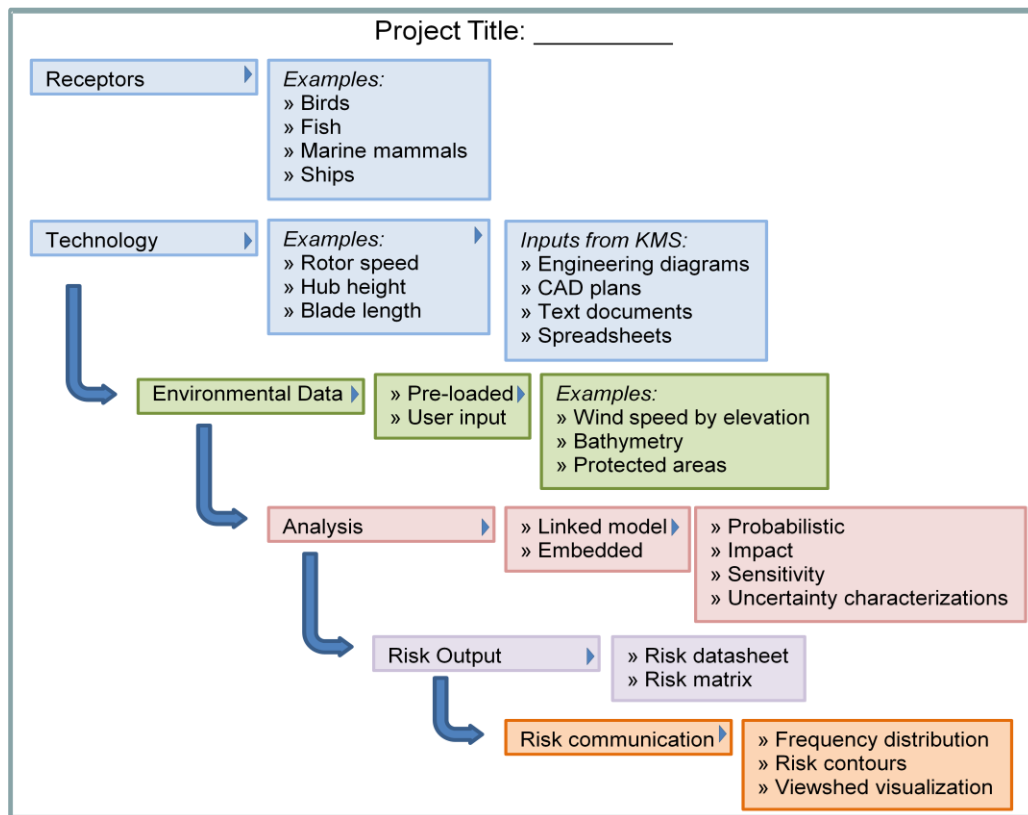 Project Title: __________
Receptors
Examples:
» Birds
» Fish
» Marine mammals
» Ships
Technology
Examples:
» Rotor speed
» Hub height
» Blade length
Inputs from KMS:
» Engineering diagrams
» CAD plans
» Text documents
» Spreadsheets
Environmental Data
» Pre-loaded
» User input
Examples:
» Wind speed by elevation
» Bathymetry
» Protected areas
Analysis
» Linked model
» Embedded
» Probabilistic
» Impact
» Sensitivity
» Uncertainty characterizations
Risk Output
» Risk datasheet
» Risk matrix
Risk communication
» Frequency distribution
» Risk contours
» Viewshed visualization